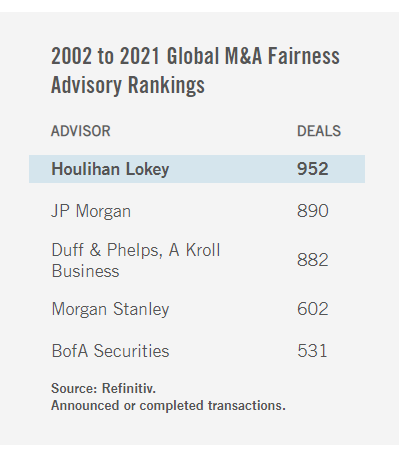 2002 to 2021 Global M&A Fairness
Advisory Rankings
ADVISOR DEALS
Houlihan Lokey 952
JP Morgan 890
Duff & Phelps, A Kroll
Business 882
Morgan Stanley 602
BofA Securities 531
Source: Refinitiv.
Announced or completed transactions.